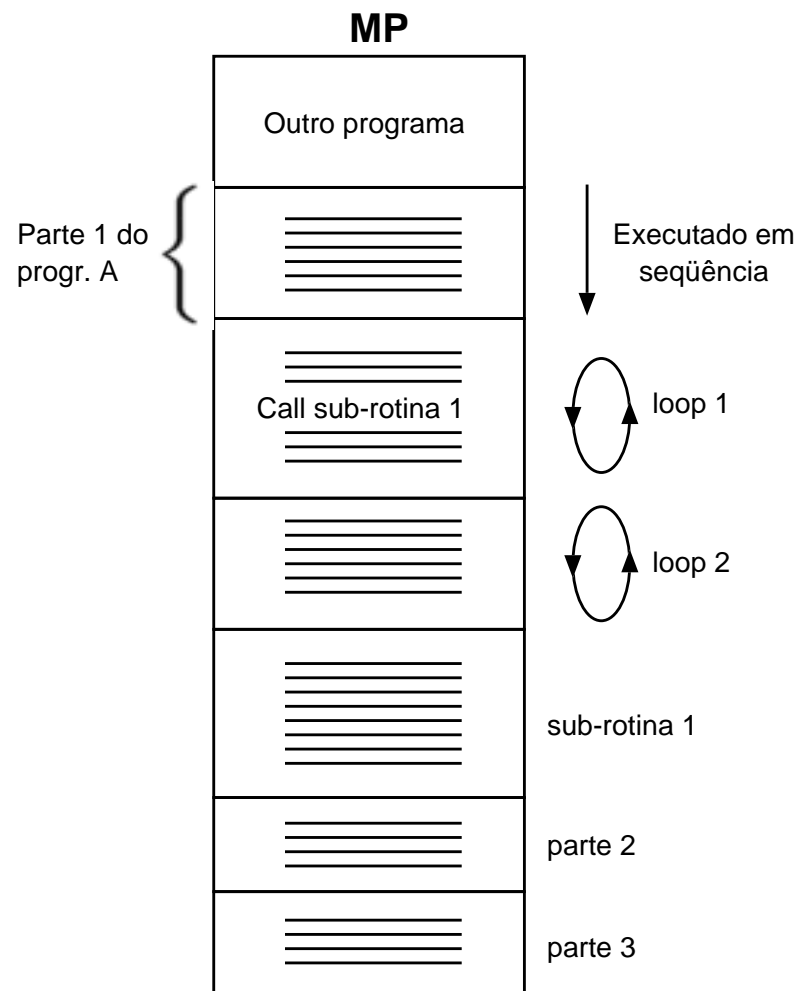 MP
Outro programa
Parte 1 do
progr. A
Executado em
seqüência
Call sub-rotina 1
loop 1
loop 2
sub-rotina 1
parte 2
parte 3